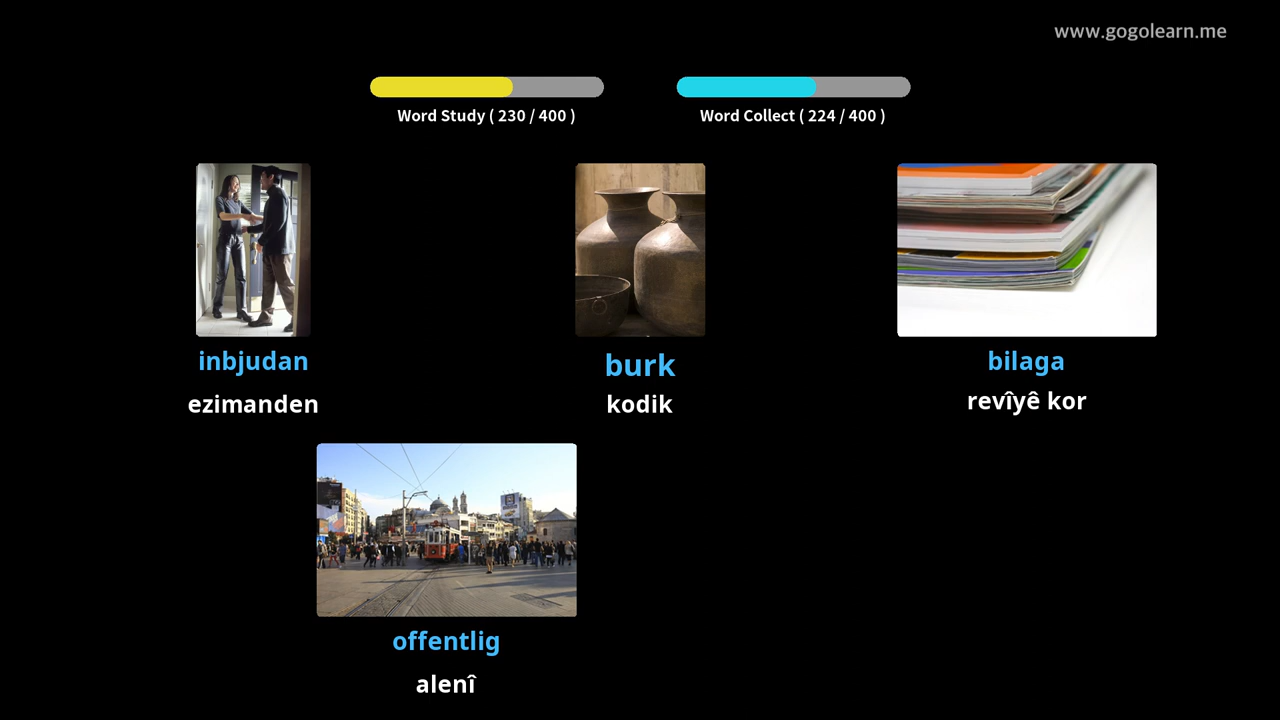 www.gogolearn.me
Word Study ( 230 / 400 )
Word Collect ( 224 / 400 )
inbjudan
burk
bilaga
ezimanden
kodik
revîyê kor
offentlig
alenî